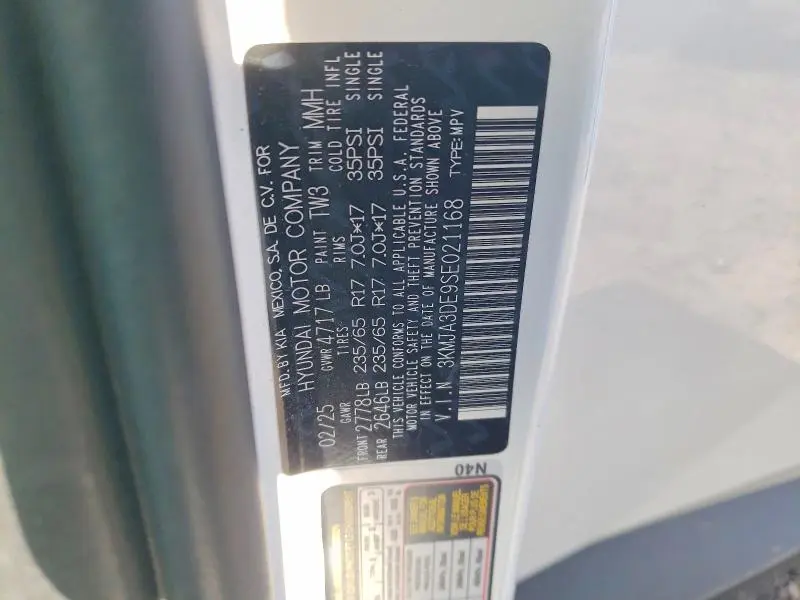 MFD. BY KIA MEXICO, S.A. DE C.V. FOR
HYUNDAI MOTOR COMPANY
02/25 GVWR 4717LB PAINT TW3 TRIM MMH
GAWR TIRES RIMS COLD TIRE INFL
FRONT 2778LB 235/65 R17 7.0J*17 35PSI SINGLE
REAR 2646LB 235/65 R17 7.0J*17 35PSI SINGLE
THIS VEHICLE CONFORMS TO ALL APPLICABLE U.S.A. FEDERAL
MOTOR VEHICLE SAFETY AND THEFT PREVENTION STANDARDS
IN EFFECT ON THE DATE OF MANUFACTURE SHOWN ABOVE
V.I.N 3KMJA3DE9SE021168 TYPE:MPV
N40